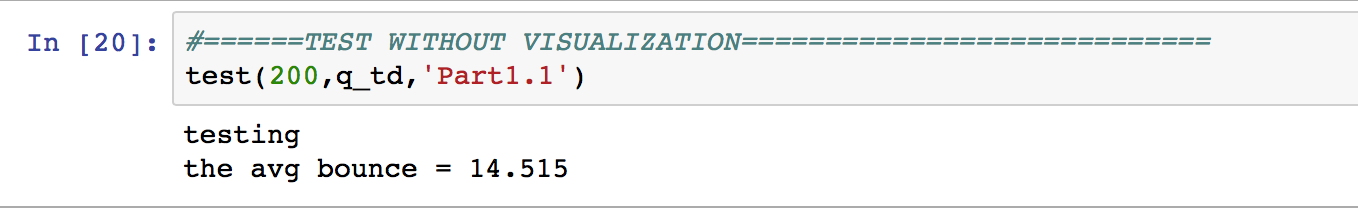 In [20]: #======TEST WITHOUT VISUALIZATION============================
test(200,q_td,'Part1.1')
testing
the avg bounce = 14.515